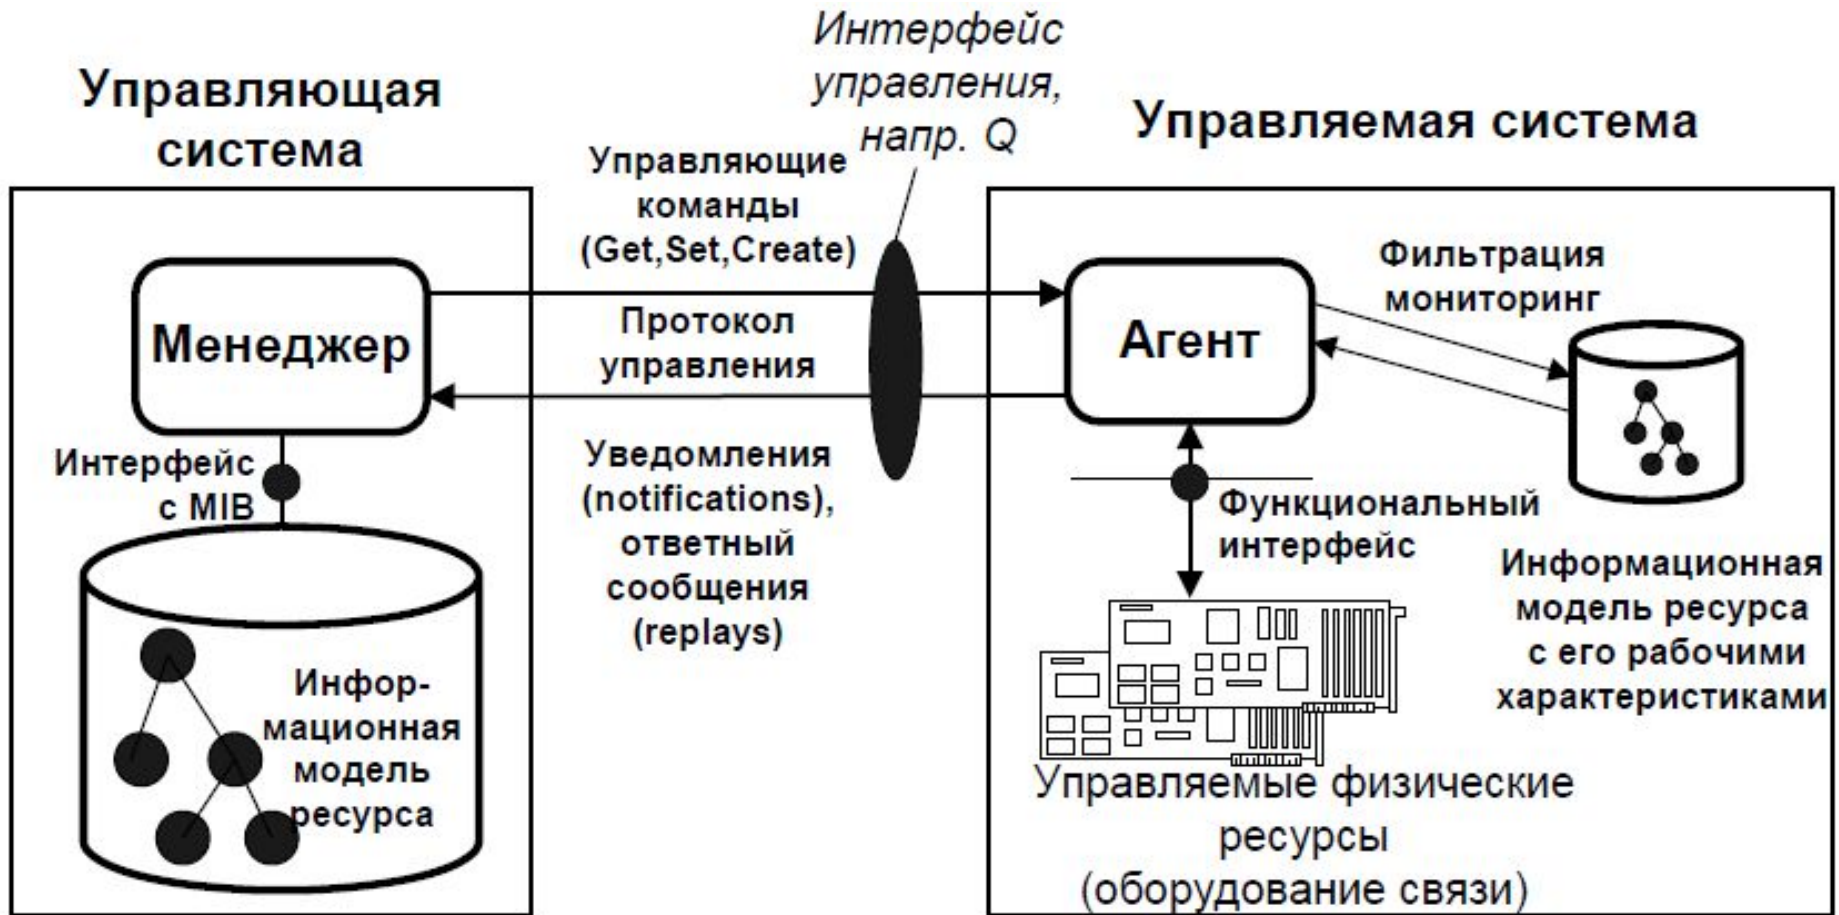 Интерфейс
управления,
напр. Q
Управляющая
система
Управляемая система
Управляющие
команды
(Get,Set,Create)
Менеджер
Протокол
управления
Агент
Фильтрация
мониторинг
Интерфейс
с MIB
Уведомления
(notifications),
ответный
сообщения
(replays)
Функциональный
интерфейс
Информационная
модель ресурса
с его рабочими
характеристиками
Инфор-
мационная
модель
ресурса
Управляемые физические
ресурсы
(оборудование связи)